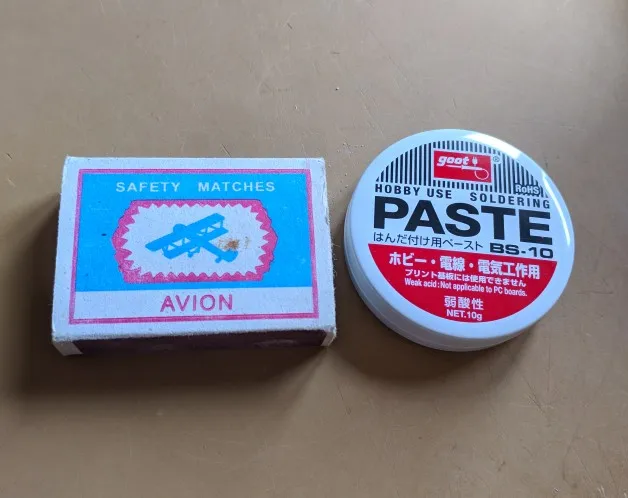 SAFETY MATCHES
AVION
goot ®
RoHS
HOBBY USE SOLDERING
PASTE
はんだ付け用ペースト BS-10
ホビー・電線・電気工作用
プリント基板には使用できません
Weak acid:Not applicable to PC boards.
弱酸性
NET.10g